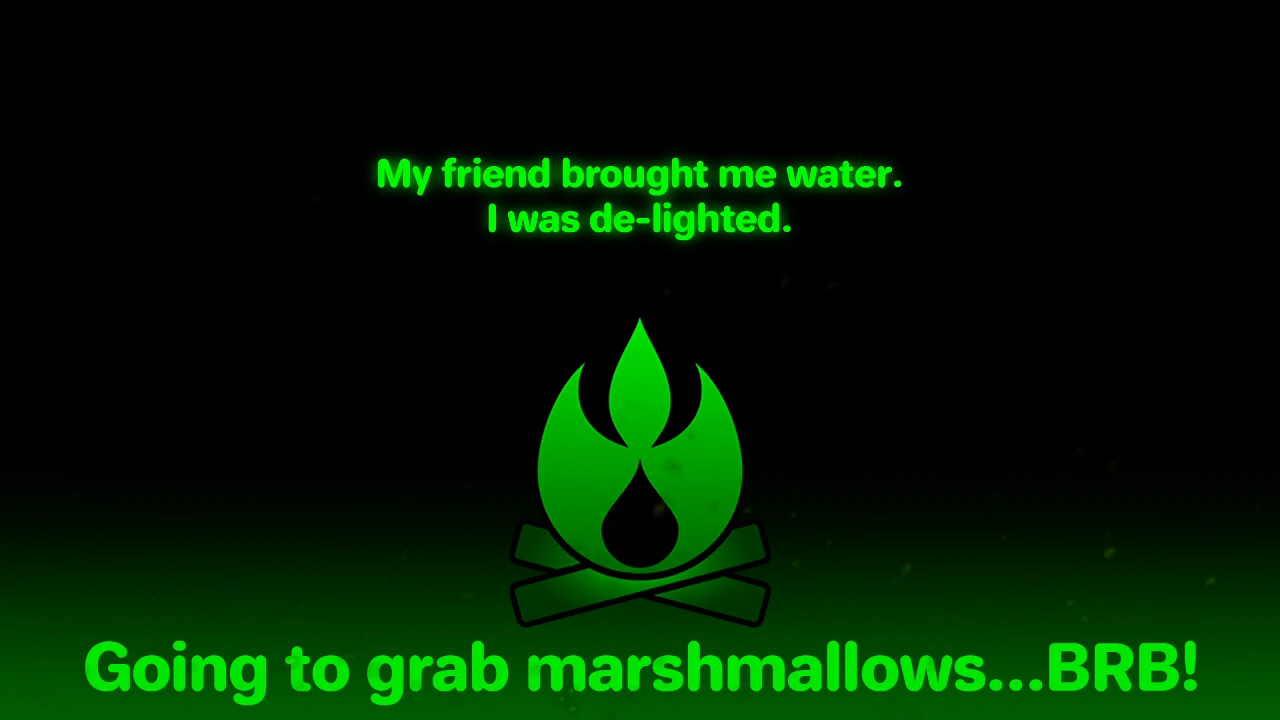 My friend brought me water.
I was de-lighted.
Going to grab marshmallows...BRB!